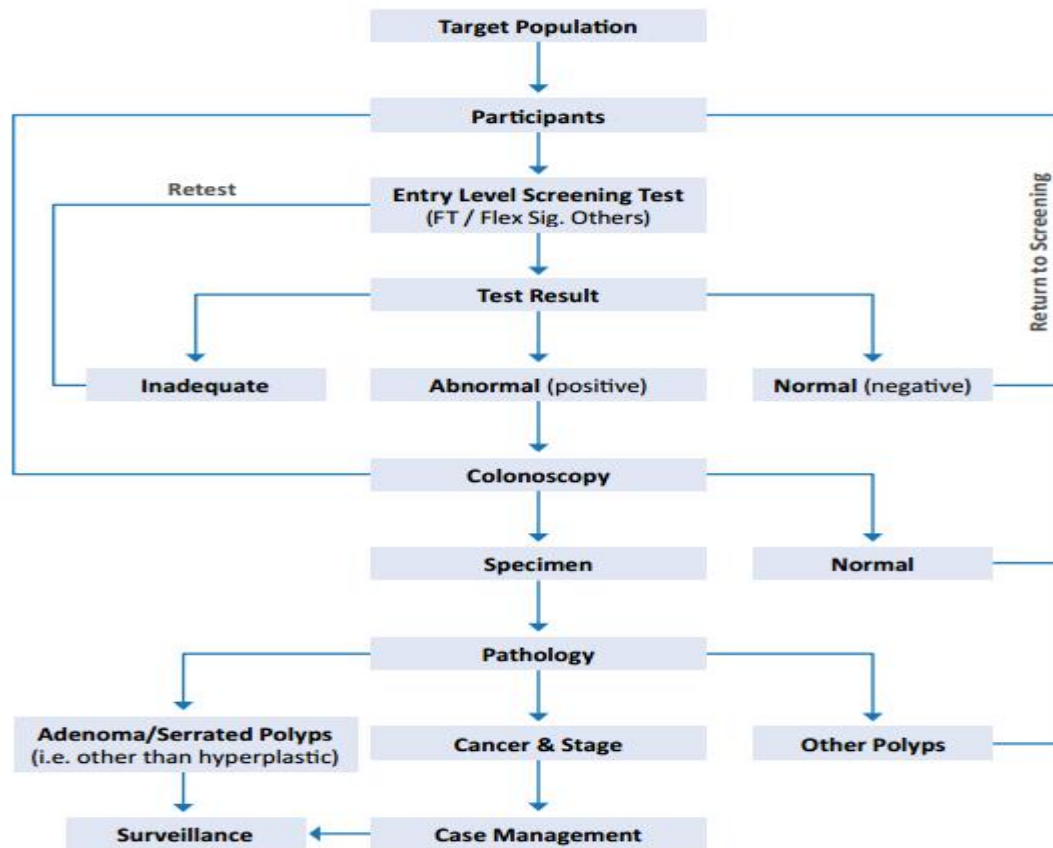 Target Population
Participants
Retest
Entry Level Screening Test
(FT / Flex Sig. Others)
Return to Screening
Test Result
Inadequate
Abnormal (positive)
Normal (negative)
Colonoscopy
Specimen
Normal
Pathology
Adenoma/Serrated Polyps
(i.e. other than hyperplastic)
Cancer & Stage
Other Polyps
Surveillance
Case Management